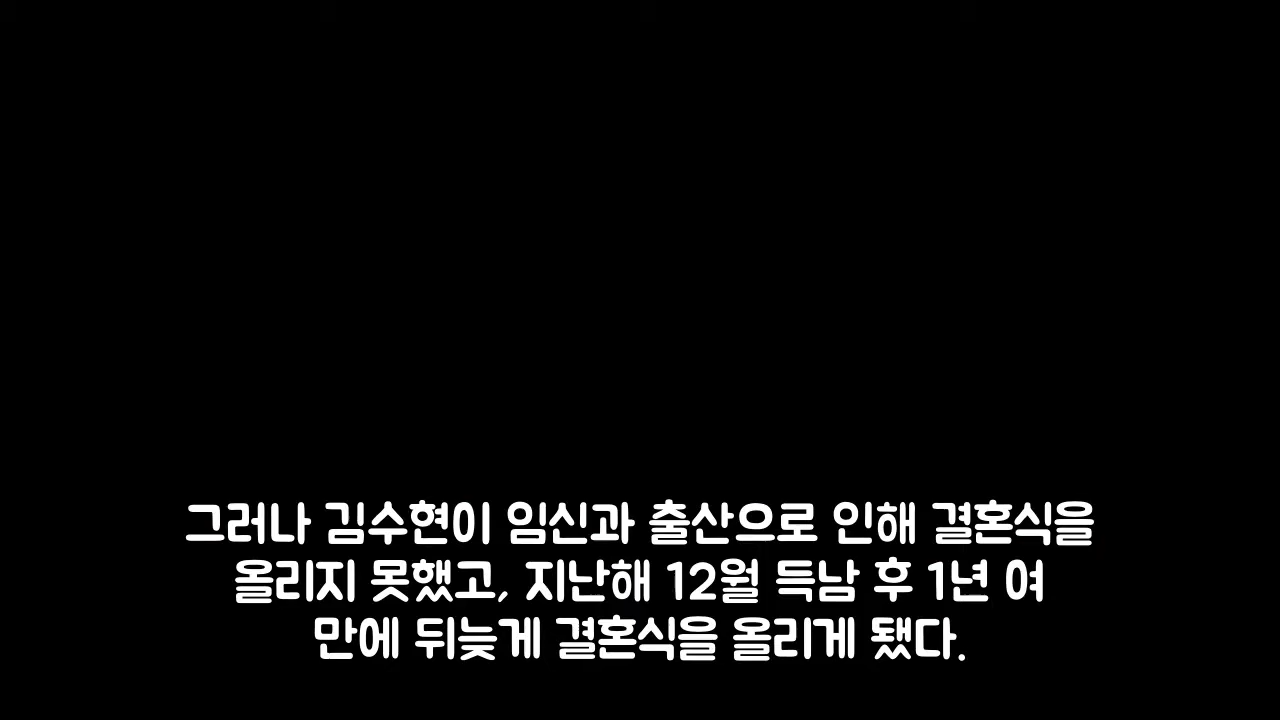 그러나 김수현이 임신과 출산으로 인해 결혼식을
올리지 못했고, 지난해 12월 득남 후 1년 여
만에 뒤늦게 결혼식을 올리게 됐다.